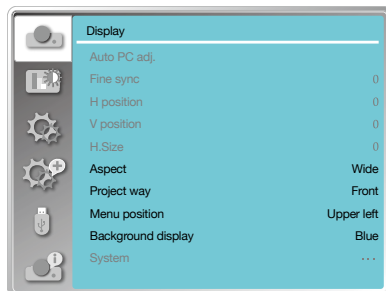 Display
Auto PC adj.
Fine sync 0
H position 0
V position 0
H.Size 0
Aspect Wide
Project way Front
Menu position Upper left
Background display Blue
System ...